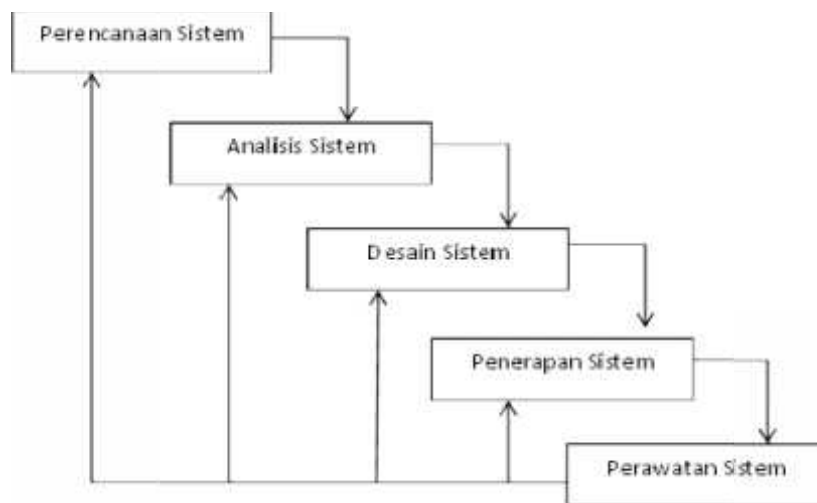 Perencanaan Sistem
Analisis Sistem
Desain Sistem
Penerapan Sistem
Perawatan Sistem